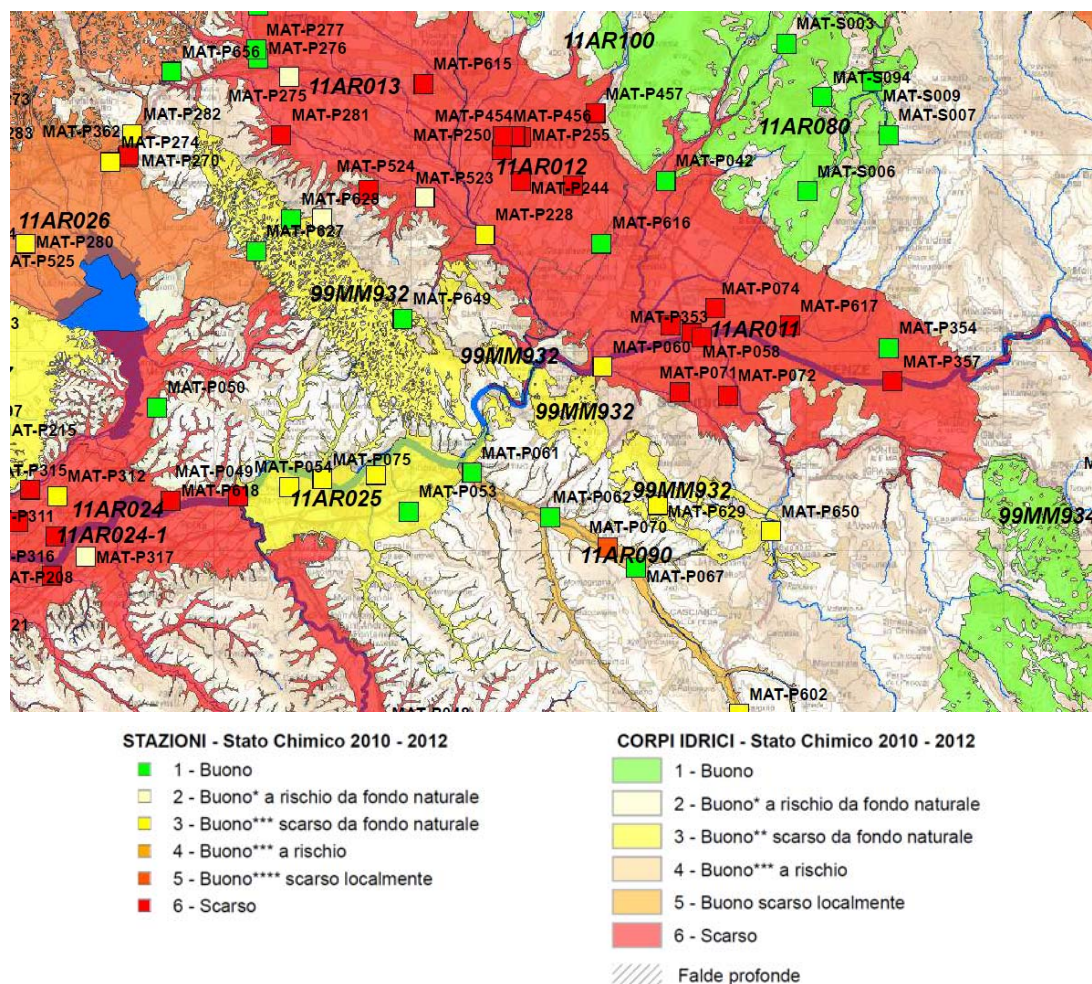 MAT-S003
MAT-P277
MAT-P276
11AR100
MAT-P656
MAT-P615
MAT-S094
11AR013
MAT-P275
MAT-P457
MAT-S009
73
MAT-P282
MAT-P454
MAT-P456
MAT-S007
283
MAT-P362
MAT-P281
MAT-P250
MAT-P255
11AR080
MAT-P274
MAT-P270
MAT-P524
11AR012
MAT-P042
MAT-P523
MAT-P244
MAT-S006
MAT-P628
11AR026
MAT-P228
MAT-P627
MAT-P616
MAT-P280
MAT-P525
99MM932
MAT-P649
MAT-P074
MAT-P617
MAT-P353
11AR011
MAT-P354
MAT-P060
MAT-P058
99MM932
MAT-P357
MAT-P071
MAT-P072
MAT-P050
99MM932
07
MAT-P215
MAT-P061
MAT-P315
MAT-P312
MAT-P049
MAT-P054
MAT-P075
99MM932
MAT-P618
11AR025
MAT-P053
MAT-P062
MAT-P629
11AR024
99MM934
P311
MAT-P070
MAT-P650
11AR024-1
11AR090
P316
MAT-P317
MAT-P067
MAT-P208
21
MAT-P602
STAZIONI - Stato Chimico 2010 - 2012
1 - Buono
2 - Buono* a rischio da fondo naturale
3 - Buono*** scarso da fondo naturale
4 - Buono*** a rischio
5 - Buono**** scarso localmente
6 - Scarso
CORPI IDRICI - Stato Chimico 2010 - 2012
1 - Buono
2 - Buono* a rischio da fondo naturale
3 - Buono** scarso da fondo naturale
4 - Buono*** a rischio
5 - Buono scarso localmente
6 - Scarso
Falde profonde